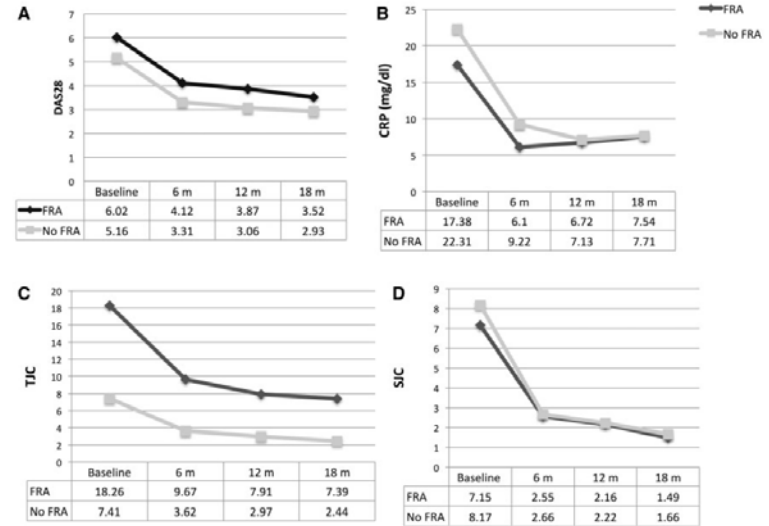 A
DAS28
7
6
5
4
3
2
1
0
Baseline 6 m 12 m 18 m
FRA 6.02 4.12 3.87 3.52
No FRA 5.16 3.31 3.06 2.93
B
CRP (mg/dl)
25
20
15
10
5
0
Baseline 6 m 12 m 18 m
FRA 17.38 6.1 6.72 7.54
No FRA 22.31 9.22 7.13 7.71
FRA
No FRA
C
TJC
20
18
16
14
12
10
8
6
4
2
0
Baseline 6 m 12 m 18 m
FRA 18.26 9.67 7.91 7.39
No FRA 7.41 3.62 2.97 2.44
D
SJC
9
8
7
6
5
4
3
2
1
0
Baseline 6 m 12 m 18 m
FRA 7.15 2.55 2.16 1.49
No FRA 8.17 2.66 2.22 1.66